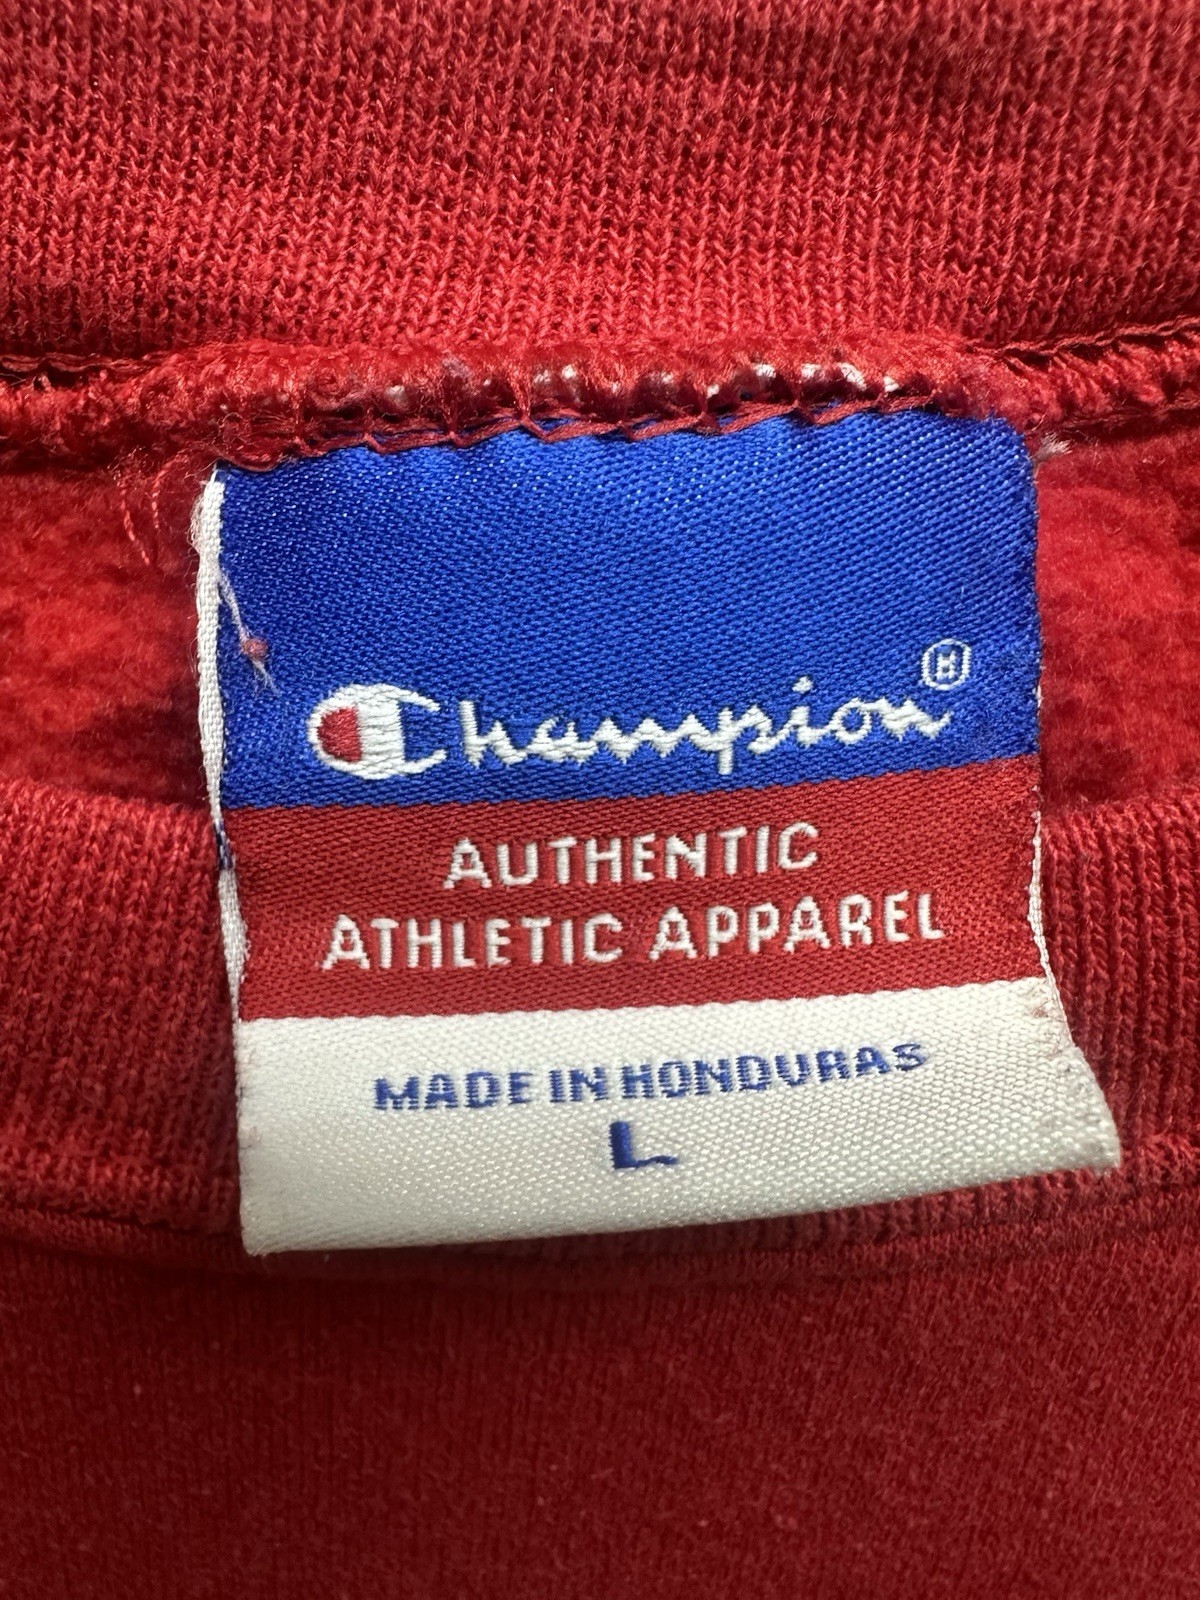 Champion®
AUTHENTIC
ATHLETIC APPAREL
MADE IN HONDURAS
L